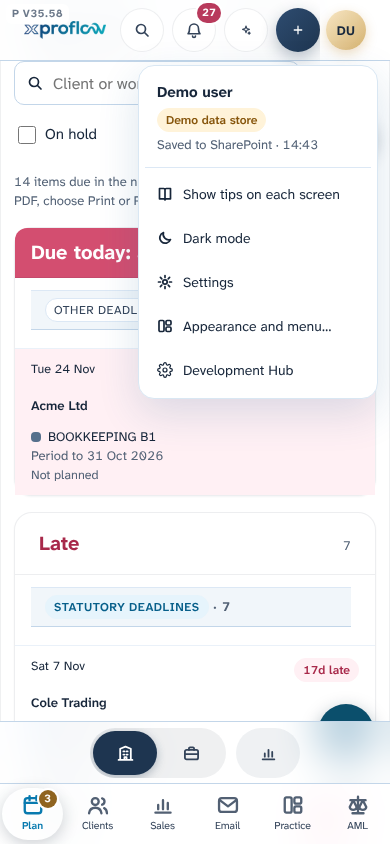 P V35.58
xproflow
27
DU
Client or wor
On hold
14 items due in the n
PDF, choose Print or
Demo user
Demo data store
Saved to SharePoint · 14:43
Show tips on each screen
Dark mode
Settings
Appearance and menu...
Development Hub
Due today:
OTHER DEADL
Tue 24 Nov
Acme Ltd
BOOKKEEPING B1
Period to 31 Oct 2026
Not planned
Late
7
STATUTORY DEADLINES · 7
Sat 7 Nov
17d late
Cole Trading
3
Plan
Clients
Sales
Email
Practice
AML